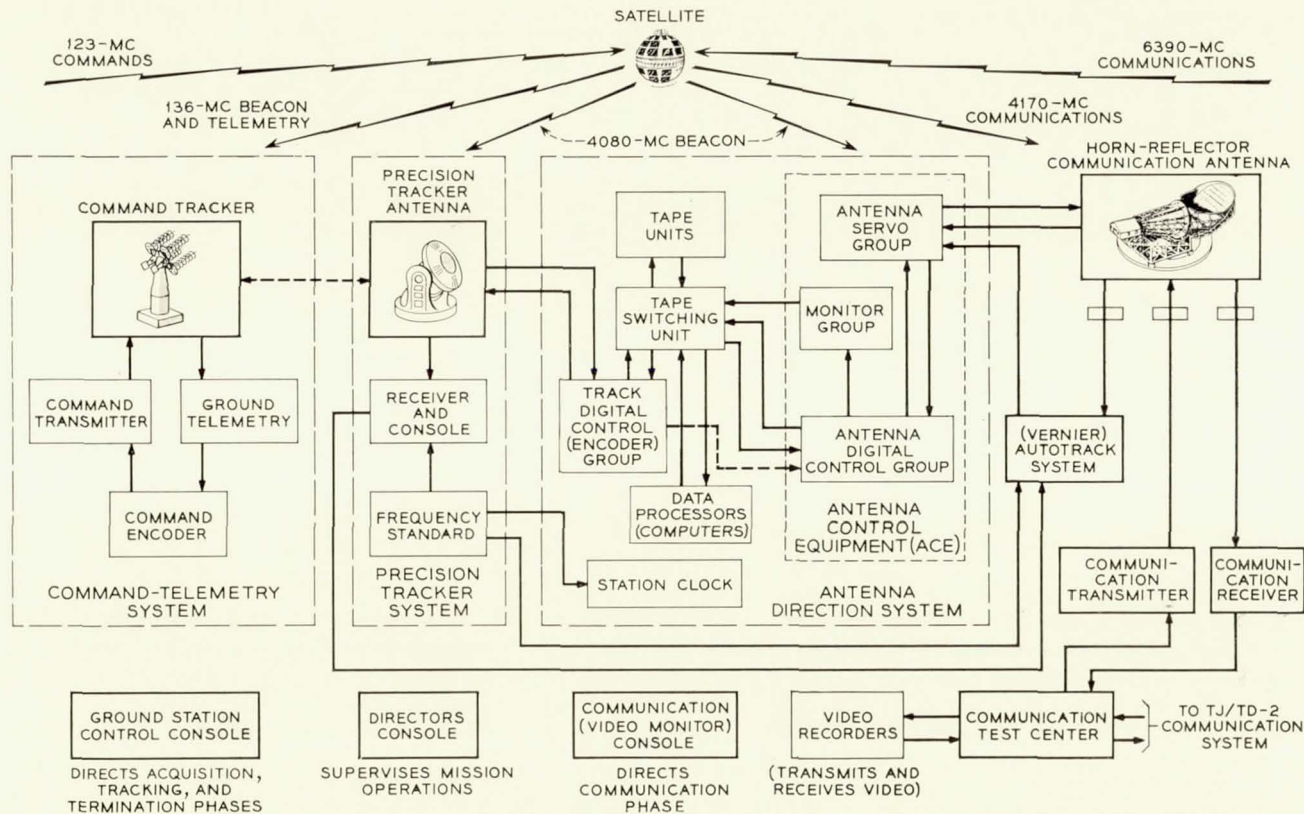 SATELLITE
123-MC
COMMANDS
6390-MC
COMMUNICATIONS
136-MC BEACON
AND TELEMETRY
4080-MC BEACON
4170-MC
COMMUNICATIONS
COMMAND TRACKER
PRECISION
TRACKER
ANTENNA
HORN-REFLECTOR
COMMUNICATION ANTENNA
TAPE
UNITS
ANTENNA
SERVO
GROUP
TAPE
SWITCHING
UNIT
MONITOR
GROUP
COMMAND
TRANSMITTER
GROUND
TELEMETRY
RECEIVER
AND
CONSOLE
TRACK
DIGITAL
CONTROL
(ENCODER)
GROUP
ANTENNA
DIGITAL
CONTROL GROUP
(VERNIER)
AUTOTRACK
SYSTEM
COMMAND
ENCODER
FREQUENCY
STANDARD
DATA
PROCESSORS
(COMPUTERS)
ANTENNA
CONTROL
EQUIPMENT (ACE)
COMMAND-TELEMETRY
SYSTEM
PRECISION
TRACKER
SYSTEM
STATION CLOCK
ANTENNA
DIRECTION SYSTEM
COMMUNI-
CATION
TRANSMITTER
COMMUNI-
CATION
RECEIVER
GROUND STATION
CONTROL CONSOLE
DIRECTS ACQUISITION,
TRACKING, AND
TERMINATION PHASES
DIRECTORS
CONSOLE
SUPERVISES MISSION
OPERATIONS
COMMUNICATION
(VIDEO MONITOR)
CONSOLE
DIRECTS
COMMUNICATION
PHASE
VIDEO
RECORDERS
(TRANSMITS AND
RECEIVES VIDEO)
COMMUNICATION
TEST CENTER
TO TJ/TD-2
COMMUNICATION
SYSTEM